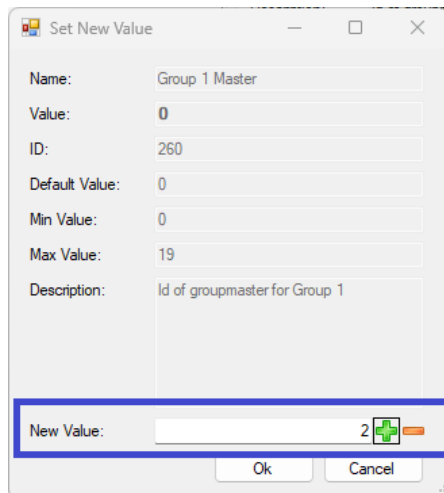 Set New Value
Name: Group 1 Master
Value: 0
ID: 260
Default Value: 0
Min Value: 0
Max Value: 19
Description: Id of groupmaster for Group 1
New Value: 2
Ok Cancel